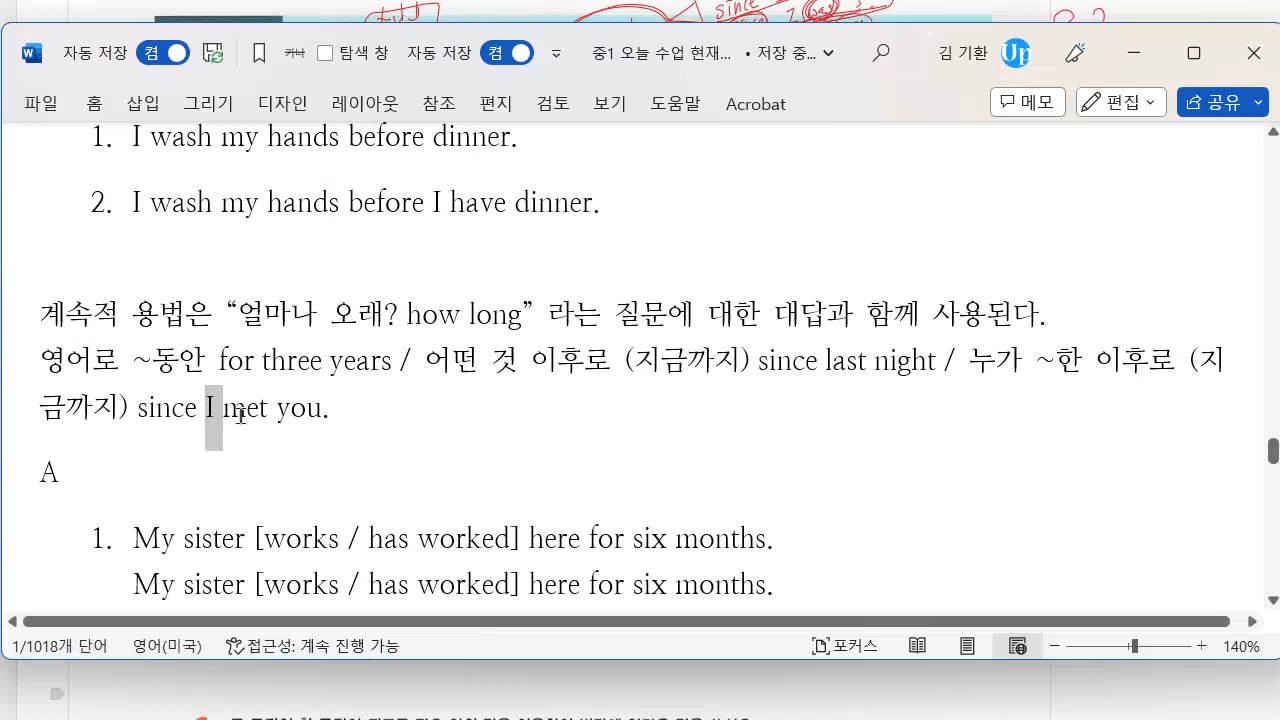 since
자동 저장 켬 가나 탐색 창 자동 저장 켬 중1 오늘 수업 현재... • 저장 중... 김 기환 Up
파일 홈 삽입 그리기 디자인 레이아웃 참조 편지 검토 보기 도움말 Acrobat 메모 편집 공유
1. I wash my hands before dinner.
2. I wash my hands before I have dinner.
계속적 용법은 “얼마나 오래? how long” 라는 질문에 대한 대답과 함께 사용된다.
영어로 ~동안 for three years / 어떤 것 이후로 (지금까지) since last night / 누가 ~한 이후로 (지
금까지) since I met you.
A
1. My sister [works / has worked] here for six months.
My sister [works / has worked] here for six months.
1/1018개 단어 영어(미국) 접근성: 계속 진행 가능 포커스 140%